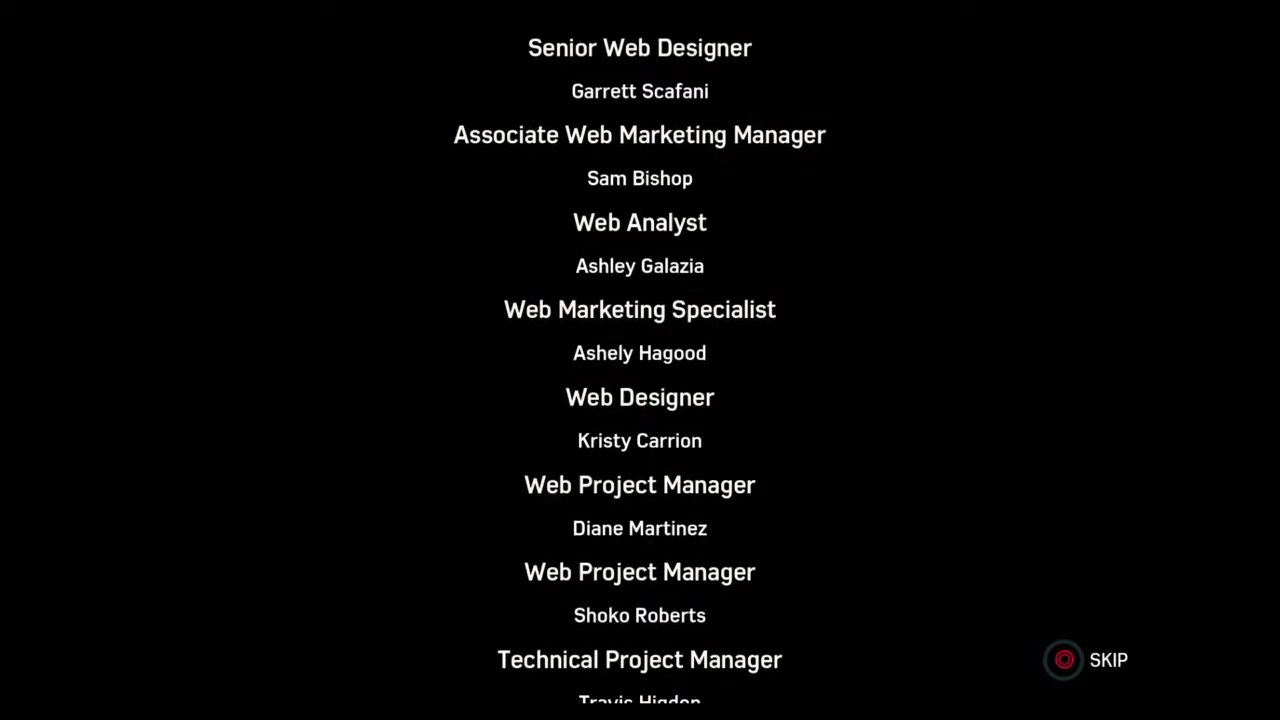 Senior Web Designer
Garrett Scafani
Associate Web Marketing Manager
Sam Bishop
Web Analyst
Ashley Galazia
Web Marketing Specialist
Ashely Hagood
Web Designer
Kristy Carrion
Web Project Manager
Diane Martinez
Web Project Manager
Shoko Roberts
Technical Project Manager
SKIP
Travis Higdon